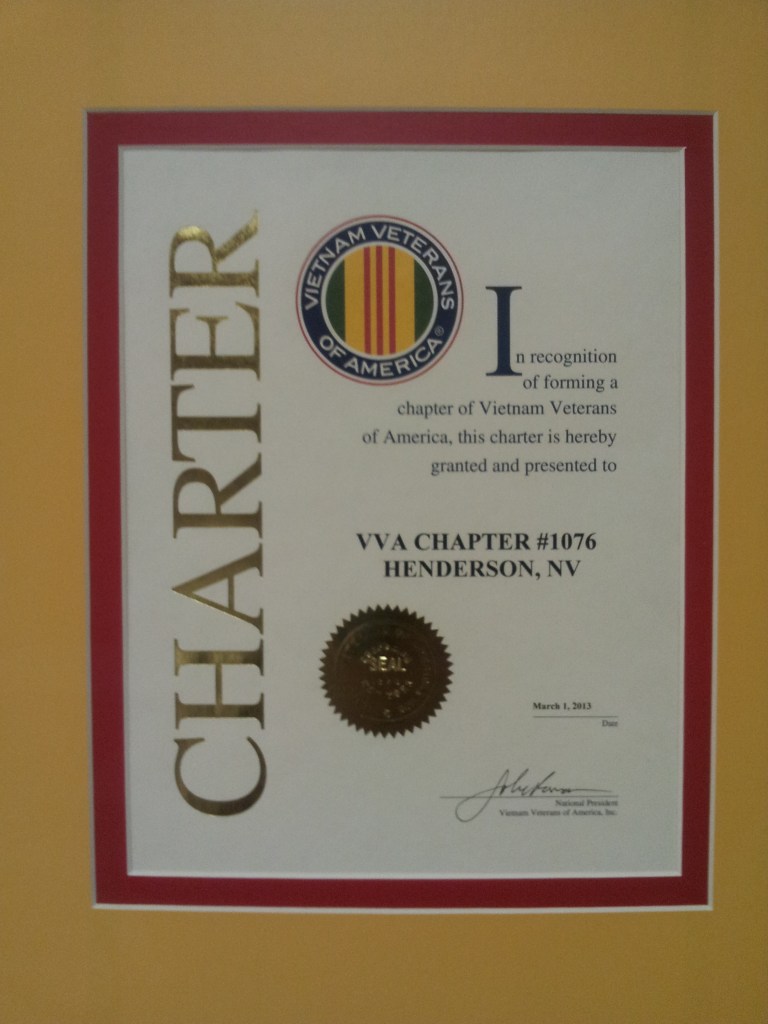 CHARTER
VIETNAM VETERANS
OF AMERICA®
In recognition
of forming a
chapter of Vietnam Veterans
of America, this charter is hereby
granted and presented to
VVA CHAPTER #1076
HENDERSON, NV
SEAL
March 1, 2013
Date
National President
Vietnam Veterans of America, Inc.